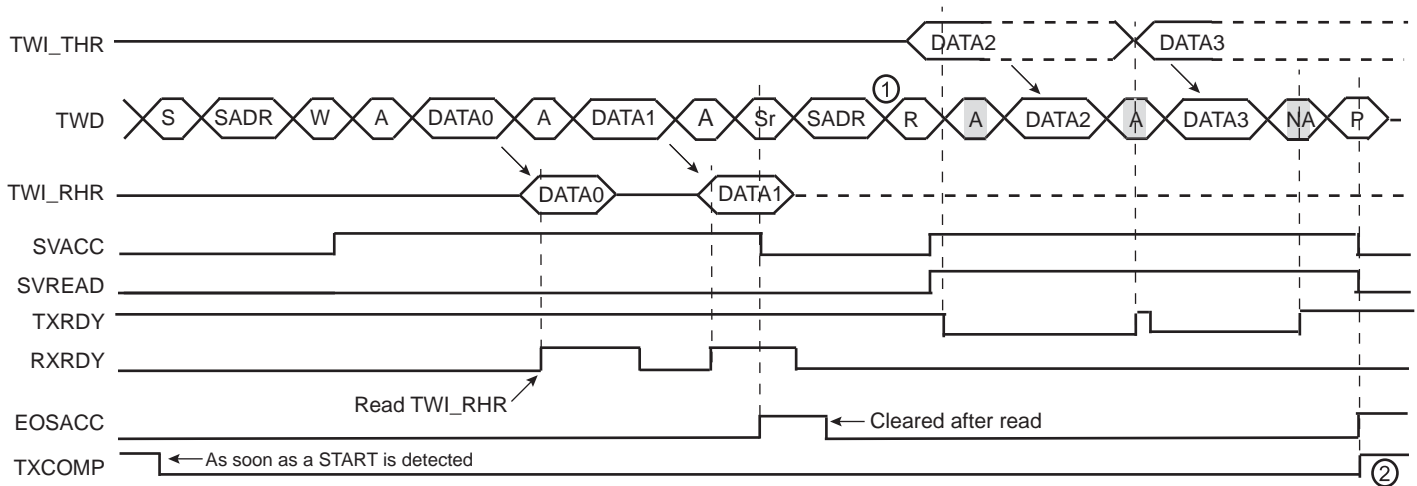 TWI_THR DATA2 DATA3
①
TWD S SADR W A DATA0 A DATA1 A Sr SADR R A DATA2 A DATA3 NA P
TWI_RHR DATA0 DATA1
SVACC
SVREAD
TXRDY
RXRDY
Read TWI_RHR
EOSACC Cleared after read
TXCOMP As soon as a START is detected ②